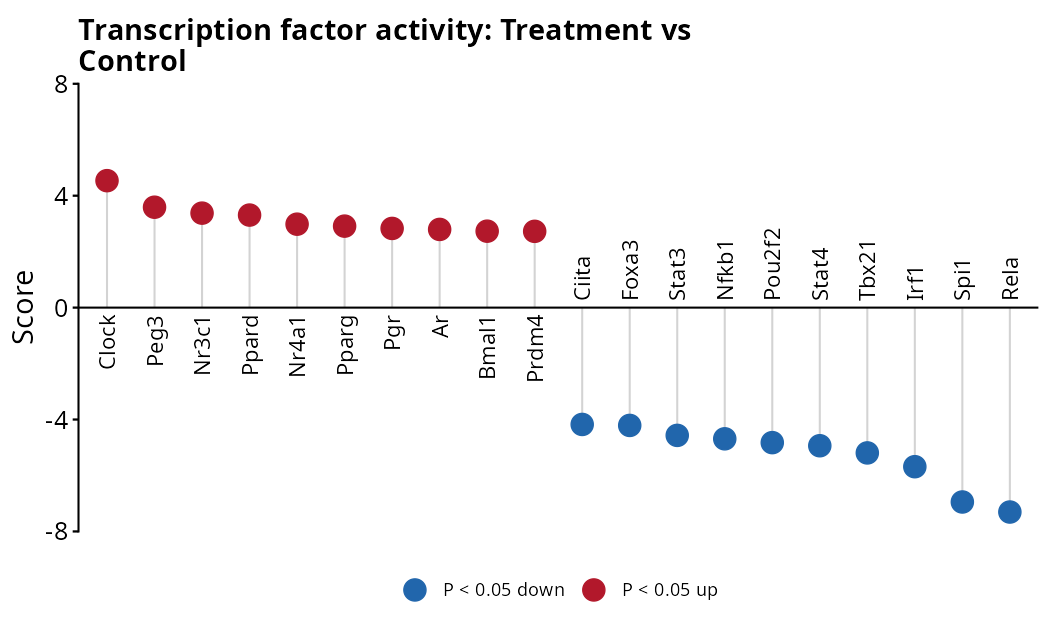 Transcription factor activity: Treatment vs
Control
Score
8
4
0
-4
-8
Clock
Peg3
Nr3c1
Ppard
Nr4a1
Pparg
Pgr
Ar
Bmal1
Prdm4
Ciita
Foxa3
Stat3
Nfkb1
Pou2f2
Stat4
Tbx21
Irf1
Spi1
Rela
P < 0.05 down
P < 0.05 up